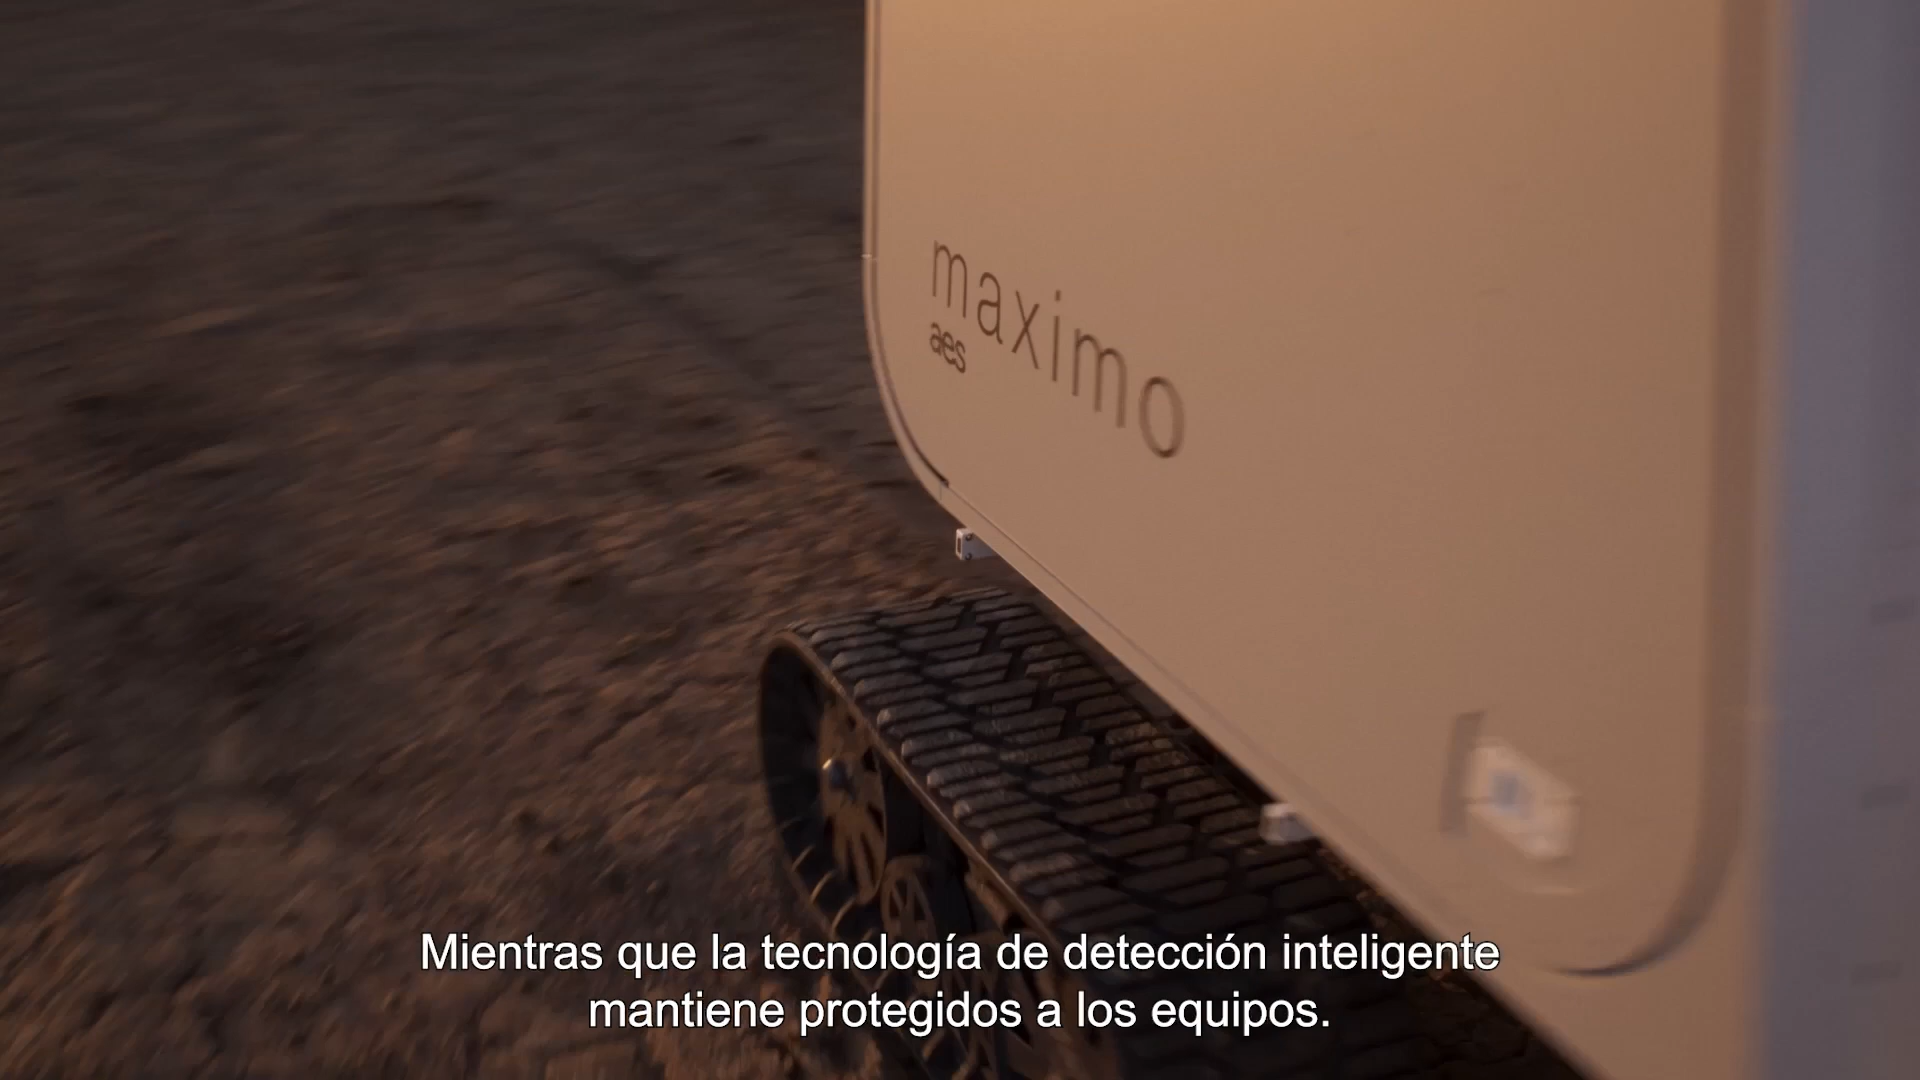 maximo
aes
Mientras que la tecnología de detección inteligente
mantiene protegidos a los equipos.